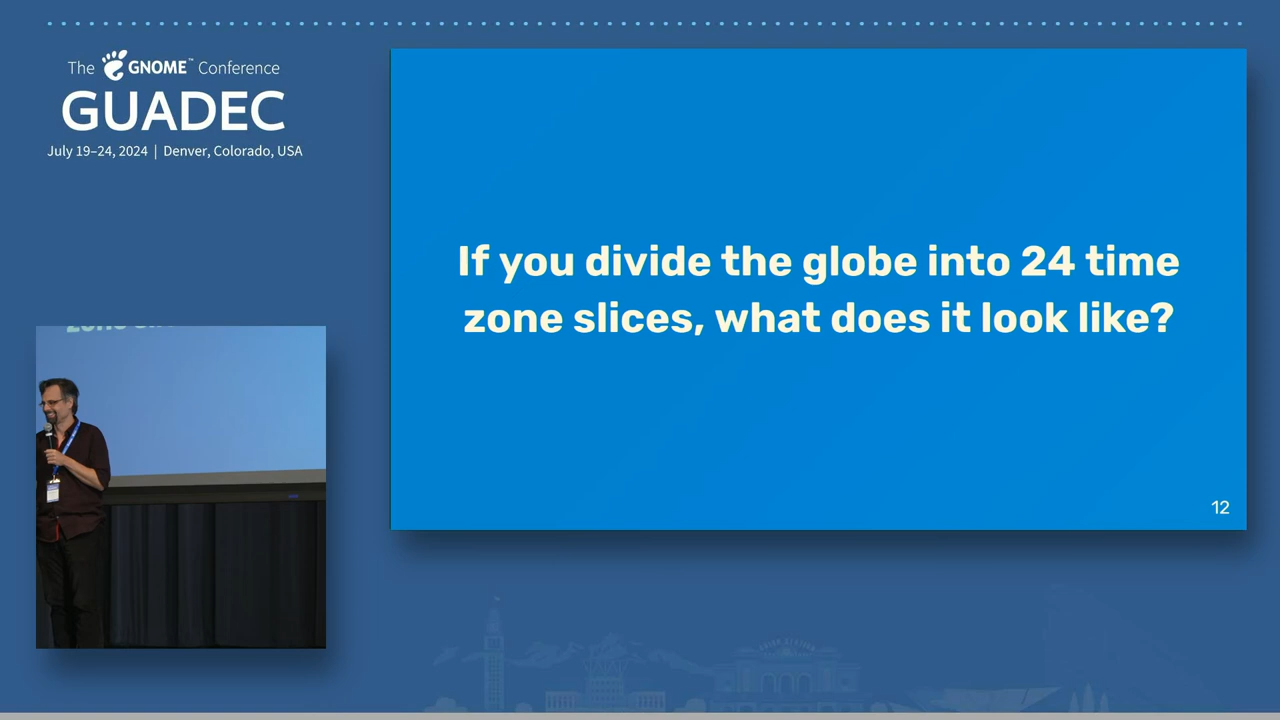 The GNOME™ Conference
GUADEC
July 19–24, 2024 | Denver, Colorado, USA
If you divide the globe into 24 time
zone slices, what does it look like?
12